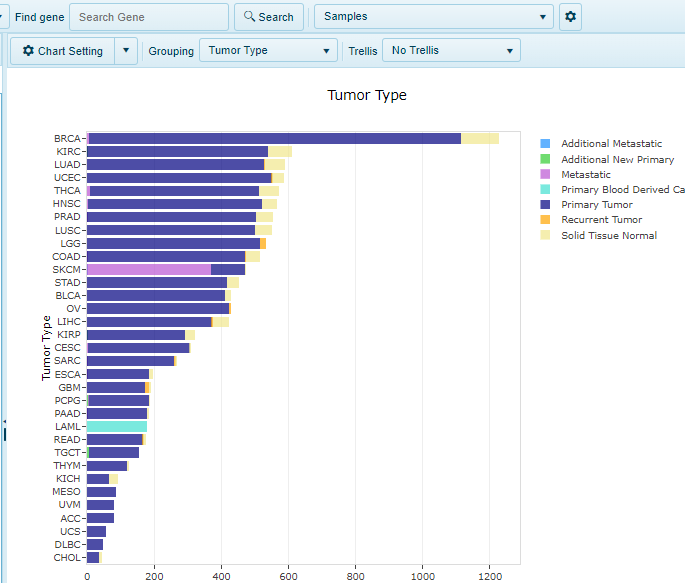 Find gene Search Gene Search Samples
Chart Setting Grouping Tumor Type Trellis No Trellis
Tumor Type
BRCA
KIRC
LUAD
UCEC
THCA
HNSC
PRAD
LUSC
LGG
COAD
SKCM
STAD
BLCA
OV
LIHC
KIRP
CESC
SARC
ESCA
GBM
PCPG
PAAD
LAML
READ
TGCT
THYM
KICH
MESO
UVM
ACC
UCS
DLBC
CHOL
Tumor Type
0 200 400 600 800 1000 1200
Additional Metastatic
Additional New Primary
Metastatic
Primary Blood Derived Ca
Primary Tumor
Recurrent Tumor
Solid Tissue Normal